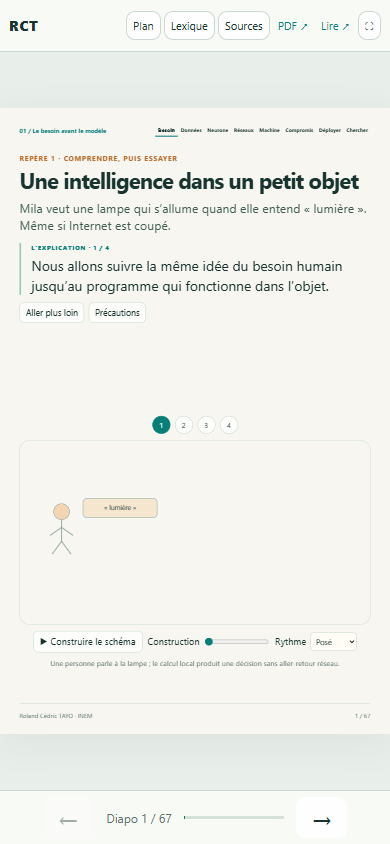 RCT Plan Lexique Sources PDF ↗ Lire ↗
01 / Le besoin avant le modèle Besoin Données Neurone Réseaux Machine Compromis Déployer Chercher
REPÈRE 1 · COMPRENDRE, PUIS ESSAYER
Une intelligence dans un petit objet
Mila veut une lampe qui s’allume quand elle entend « lumière ».
Même si Internet est coupé.
L’EXPLICATION · 1 / 4
Nous allons suivre la même idée du besoin humain
jusqu’au programme qui fonctionne dans l’objet.
Aller plus loin Précautions
1 2 3 4
« lumière »
▶ Construire le schéma Construction Rythme Posé
Une personne parle à la lampe ; le calcul local produit une décision sans aller-retour réseau.
Roland Cédric TAYO · INEM 1 / 67
← Diapo 1 / 67 →